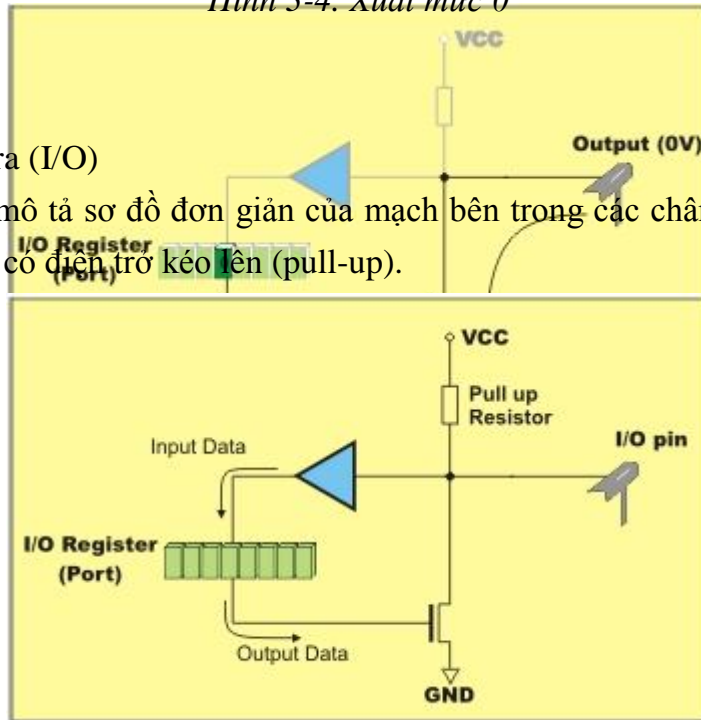 Hình 3-4. Xuất mức 0
VCC
Output (0V)
ra (I/O)
mô tả sơ đồ đơn giản của mạch bên trong các chân
I/O Register
(Port)
có điện trở kéo lên (pull-up).
VCC
Pull up
Resistor
I/O pin
Input Data
I/O Register
(Port)
Output Data
GND